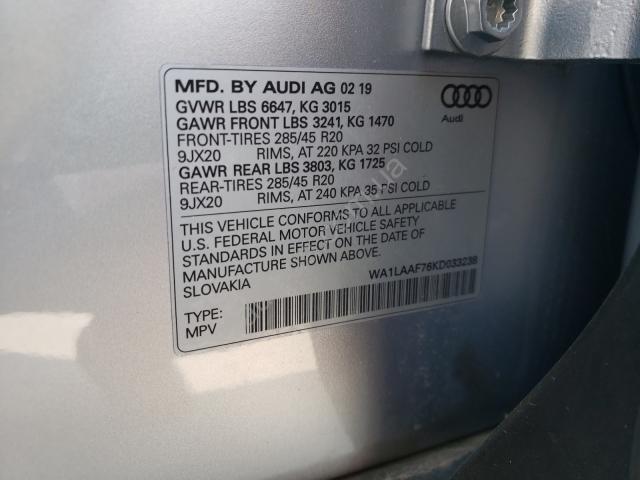 MFD. BY AUDI AG 02 19
GVWR LBS 6647, KG 3015
GAWR FRONT LBS 3241, KG 1470
FRONT-TIRES 285/45 R20
9JX20 RIMS, AT 220 KPA 32 PSI COLD
GAWR REAR LBS 3803, KG 1725
REAR-TIRES 285/45 R20
9JX20 RIMS, AT 240 KPA 35 PSI COLD
Audi
THIS VEHICLE CONFORMS TO ALL APPLICABLE
U.S. FEDERAL MOTOR VEHICLE SAFETY
STANDARDS IN EFFECT ON THE DATE OF
MANUFACTURE SHOWN ABOVE.
SLOVAKIA
WA1LAAF76KD033238
TYPE:
MPV